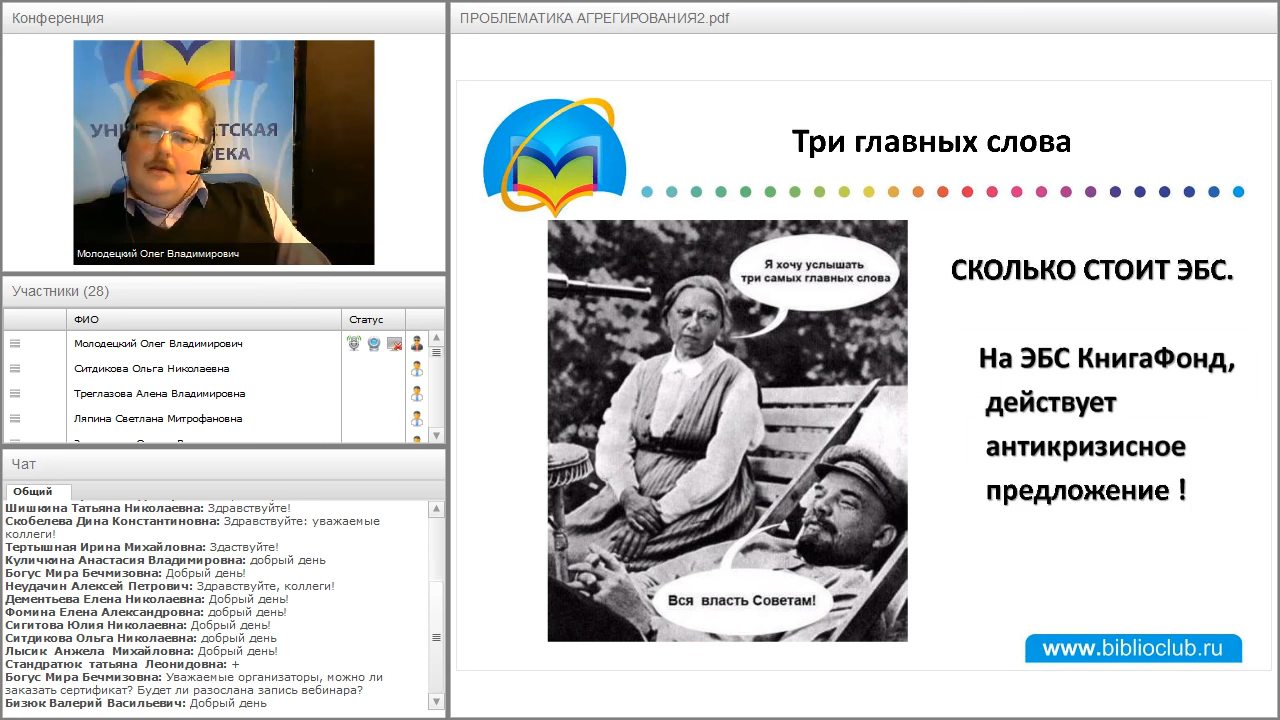 Конференция
УНИ
ТСКАЯ
ТЕКА
Молодецкий Олег Владимирович
Участники (28)
ФИО
Статус
Молодецкий Олег Владимирович
Ситдикова Ольга Николаевна
Треглазова Алена Владимировна
Ляпина Светлана Митрофановна
Чат
Общий
Шишкина Татьяна Николаевна: Здравствуйте!
Скобелева Дина Константиновна: Здравствуйте: уважаемые
коллеги!
Тертышная Ирина Михайловна: Здаствуйте!
Куличкина Анастасия Владимировна: добрый день
Богус Мира Бечмизовна: Добрый день!
Неудачин Алексей Петрович: Здравствуйте, коллеги!
Дементьева Елена Николаевна: Добрый день!
Фомина Елена Александровна: добрый день!
Сигитова Юлия Николаевна: Добрый день!
Ситдикова Ольга Николаевна: добрый день
Лысик Анжела Михайловна: Добрый день!
Стандратюк татьяна Леонидовна: +
Богус Мира Бечмизовна: Уважаемые организаторы, можно ли
заказать сертификат? Будет ли разослана запись вебинара?
Бизюк Валерий Васильевич: Добрый день
ПРОБЛЕМАТИКА АГРЕГИРОВАНИЯ2.pdf
Три главных слова
Я хочу услышать
три самых главных слова
Вся власть Советам!
СКОЛЬКО СТОИТ ЭБС.
На ЭБС КнигаФонд,
действует
антикризисное
предложение !
www.biblioclub.ru